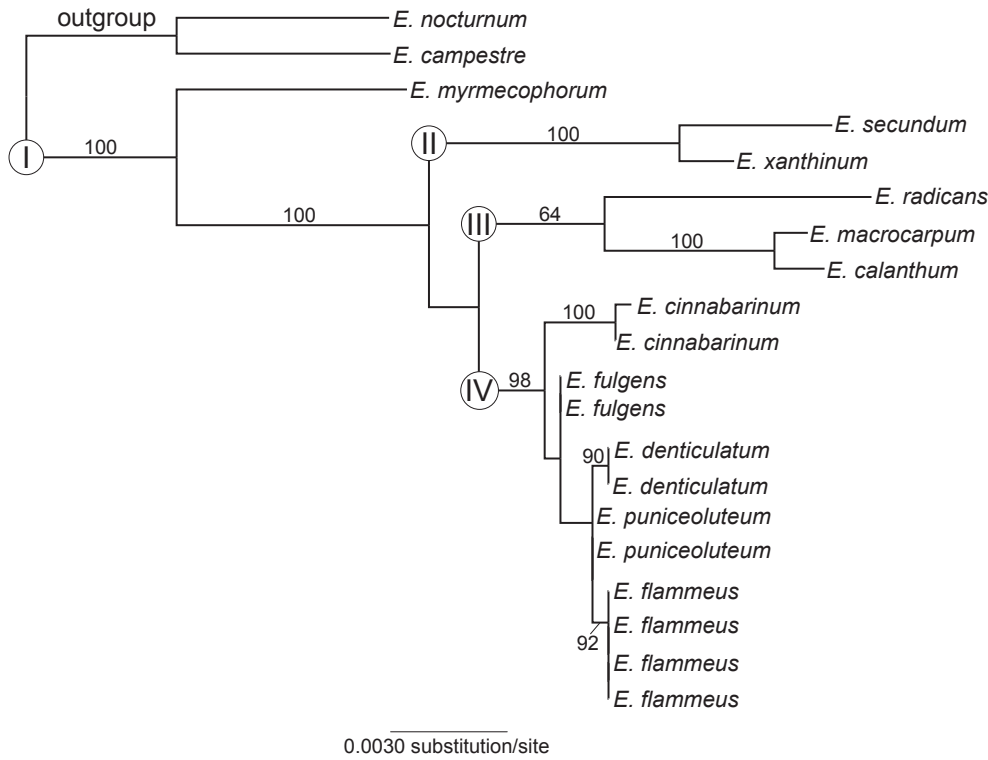 outgroup
E. nocturnum
E. campestre
E. myrmecophorum
I
100
II
100
E. secundum
E. xanthinum
100
III
64
E. radicans
100
E. macrocarpum
E. calanthum
100
E. cinnabarinum
E. cinnabarinum
IV
98
E. fulgens
E. fulgens
90
E. denticulatum
E. denticulatum
E. puniceoluteum
E. puniceoluteum
E. flammeus
E. flammeus
92
E. flammeus
E. flammeus
0.0030 substitution/site